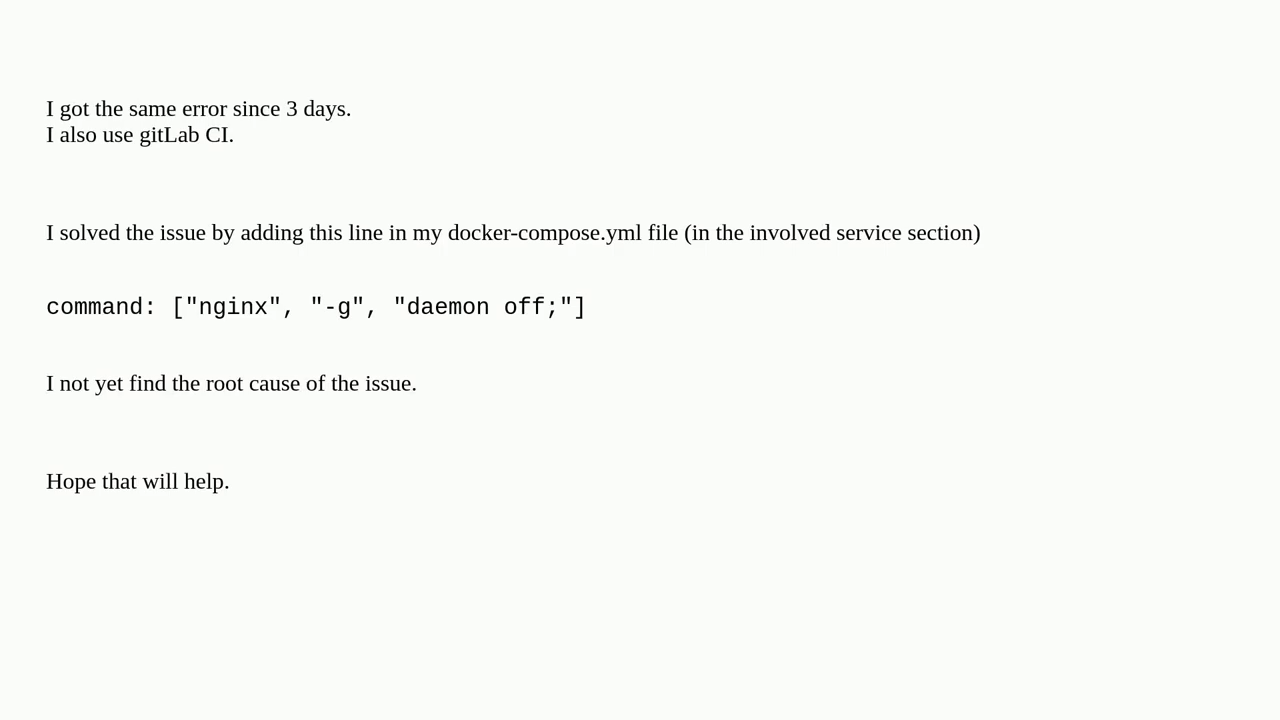 I got the same error since 3 days.
I also use gitLab CI.
I solved the issue by adding this line in my docker-compose.yml file (in the involved service section)
command: ["nginx", "-g", "daemon off;"]
I not yet find the root cause of the issue.
Hope that will help.